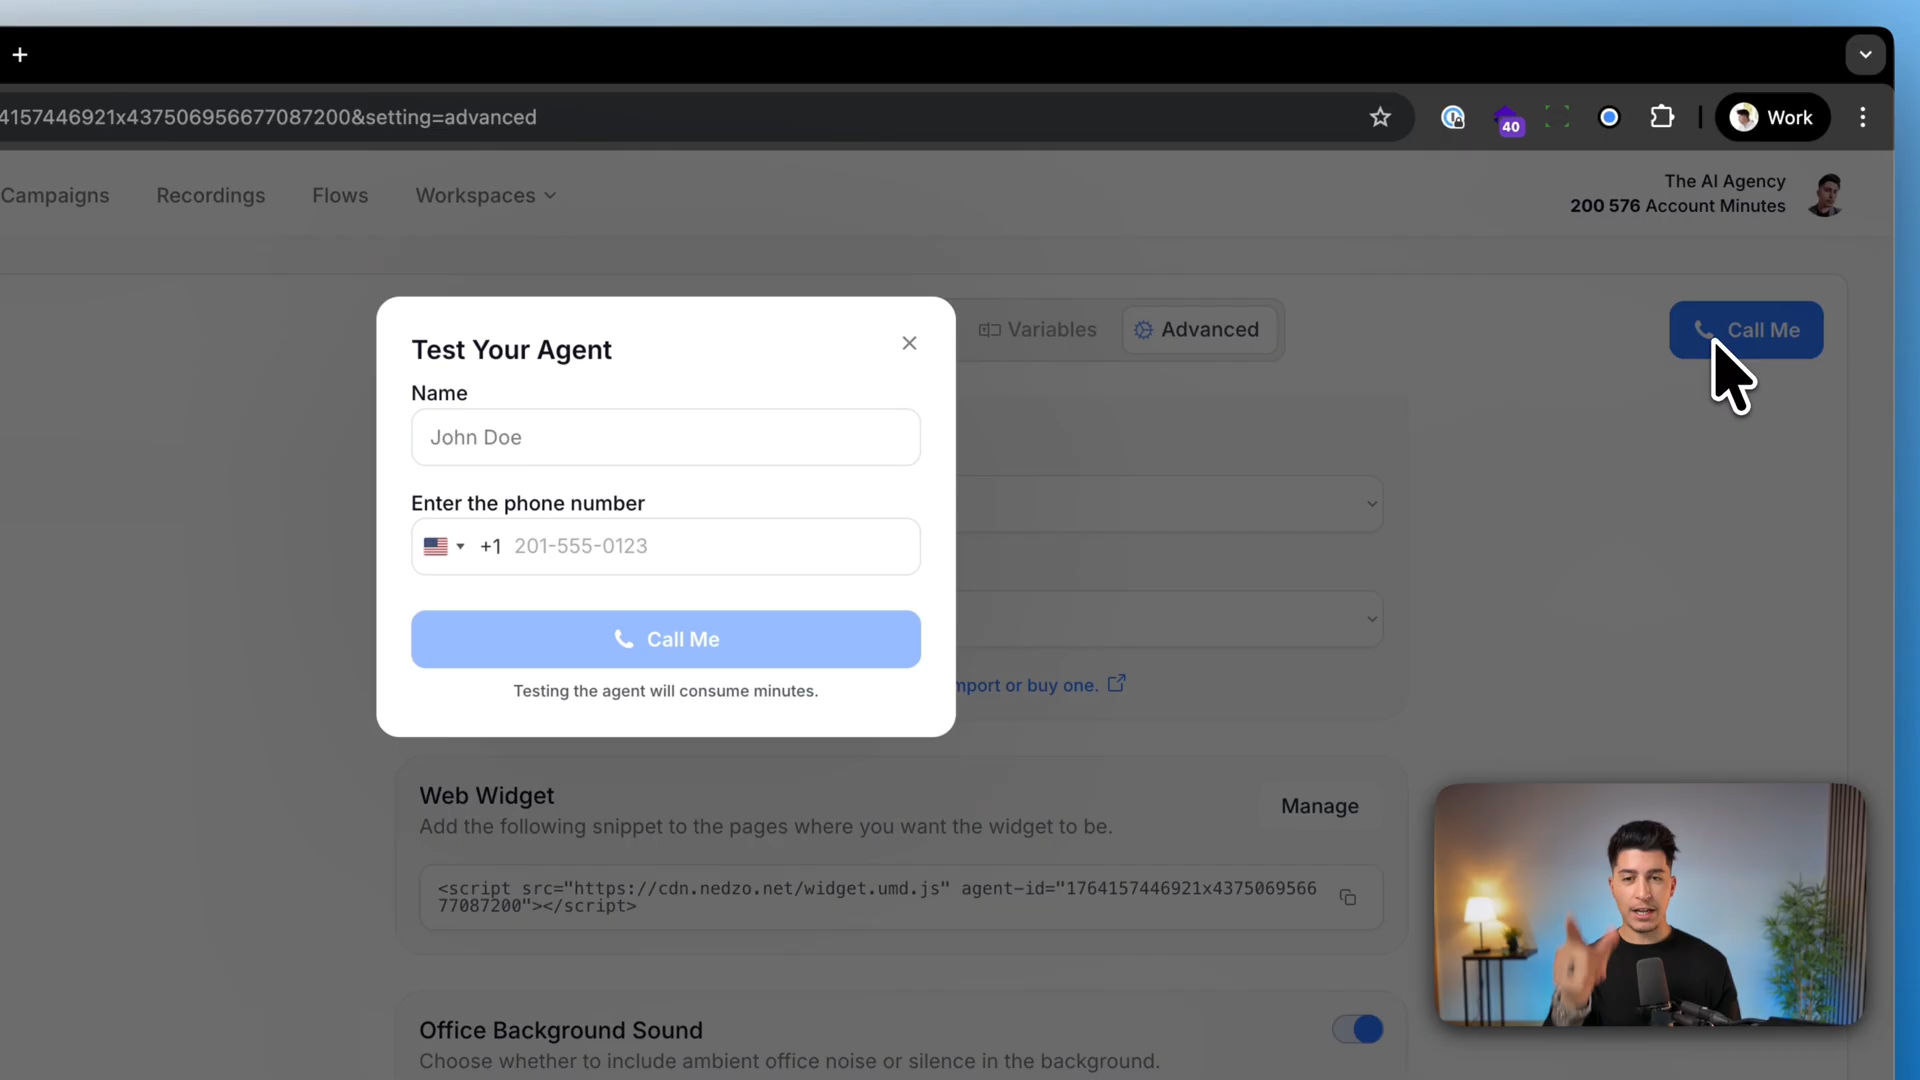 4157446921x437506956677087200&setting=advanced
40
Work
Campaigns
Recordings
Flows
Workspaces
The AI Agency
200 576 Account Minutes
Variables
Advanced
Call Me
Test Your Agent
Name
John Doe
Enter the phone number
+1 201-555-0123
Call Me
Testing the agent will consume minutes.
mport or buy one.
Web Widget
Manage
Add the following snippet to the pages where you want the widget to be.
<script src="https://cdn.nedzo.net/widget.umd.js" agent-id="1764157446921x4375069566
77087200"></script>
Office Background Sound
Choose whether to include ambient office noise or silence in the background.